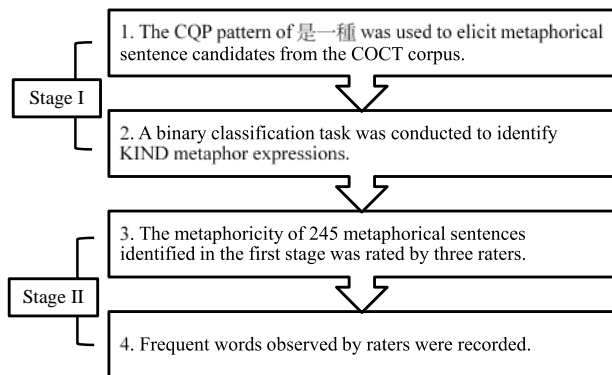 1. The CQP pattern of 是一種 was used to elicit metaphorical
sentence candidates from the COCT corpus.
Stage I
2. A binary classification task was conducted to identify
KIND metaphor expressions.
3. The metaphoricity of 245 metaphorical sentences
identified in the first stage was rated by three raters.
Stage II
4. Frequent words observed by raters were recorded.